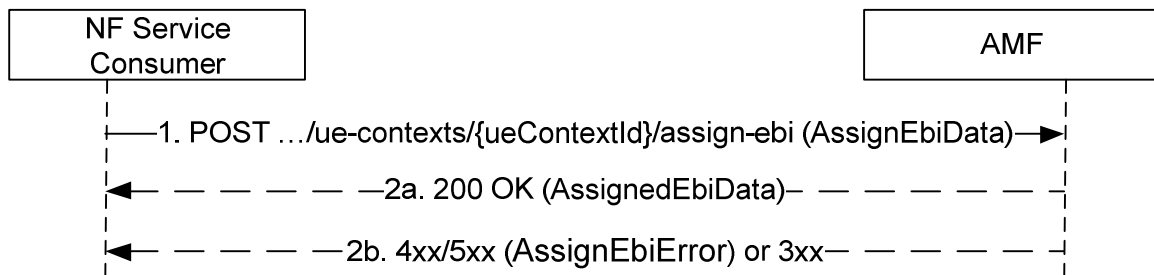 NF Service
Consumer
AMF
1. POST …/ue-contexts/{ueContextId}/assign-ebi (AssignEbiData)
2a. 200 OK (AssignedEbiData)
2b. 4xx/5xx (AssignEbiError) or 3xx